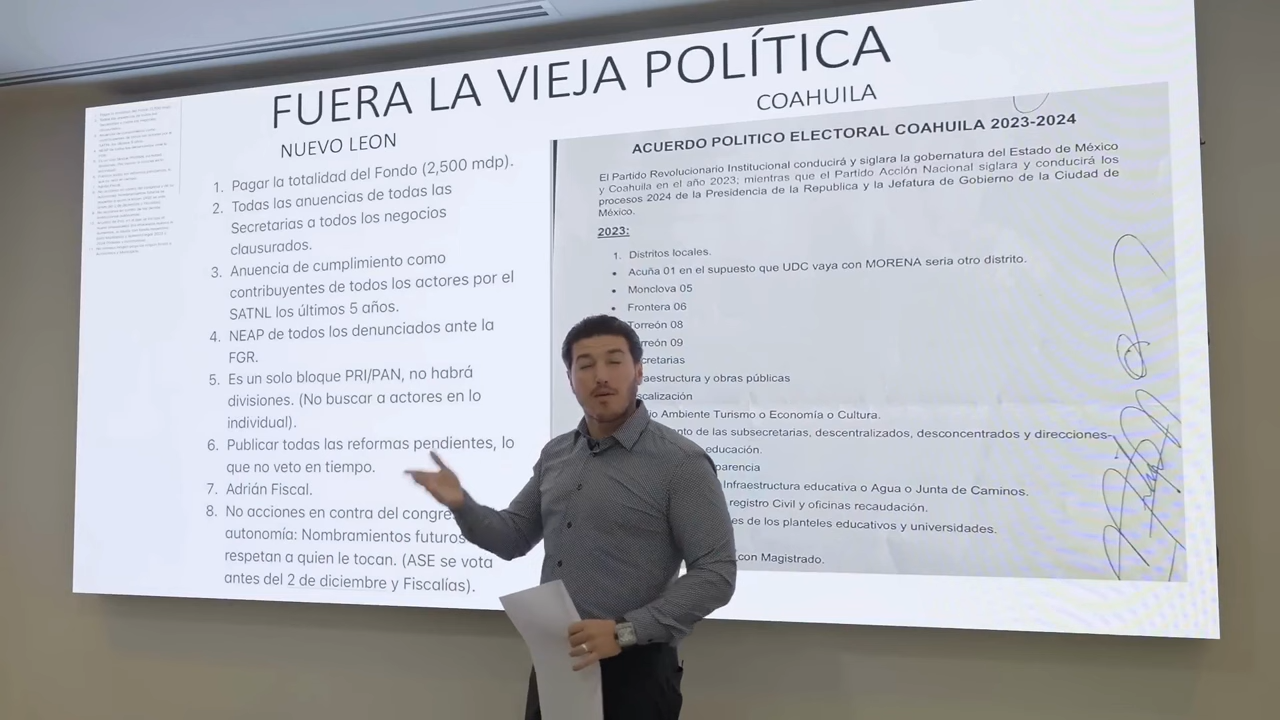 FUERA LA VIEJA POLÍTICA
NUEVO LEON
1. Pagar la totalidad del Fondo (2,500 mdp).
2. Todas las anuencias de todas las
Secretarias a todos los negocios
clausurados.
3. Anuencia de cumplimiento como
contribuyentes de todos los actores por el
SATNL los últimos 5 años.
4. NEAP de todos los denunciados ante la
FGR.
5. Es un solo bloque PRI/PAN, no habrá
divisiones. (No buscar a actores en lo
individual).
6. Publicar todas las reformas pendientes, lo
que no veto en tiempo.
7. Adrián Fiscal.
8. No acciones en contra del congre
autonomía: Nombramientos futuros
respetan a quien le tocan. (ASE se vota
antes del 2 de diciembre y Fiscalías).
COAHUILA
ACUERDO POLITICO ELECTORAL COAHUILA 2023-2024
El Partido Revolucionario Institucional conducirá y siglara la gobernatura del Estado de México
y Coahuila en el año 2023, mientras que el Partido Acción Nacional siglara y conducirá los
procesos 2024 de la Presidencia de la Republica y la Jefatura de Gobierno de la Ciudad de
México.
2023:
1. Distritos locales.
• Acuña 01 en el supuesto que UDC vaya con MORENA seria otro distrito.
• Monclova 05
• Frontera 06
Torreón 08
rreón 09
cretarias
raestructura y obras públicas
scalización
io Ambiente Turismo o Economía o Cultura.
nto de las subsecretarias, descentralizados, desconcentrados y direcciones-
educación.
parencia
Infraestructura educativa o Agua o Junta de Caminos.
registro Civil y oficinas recaudación.
es de los planteles educativos y universidades.
con Magistrado.